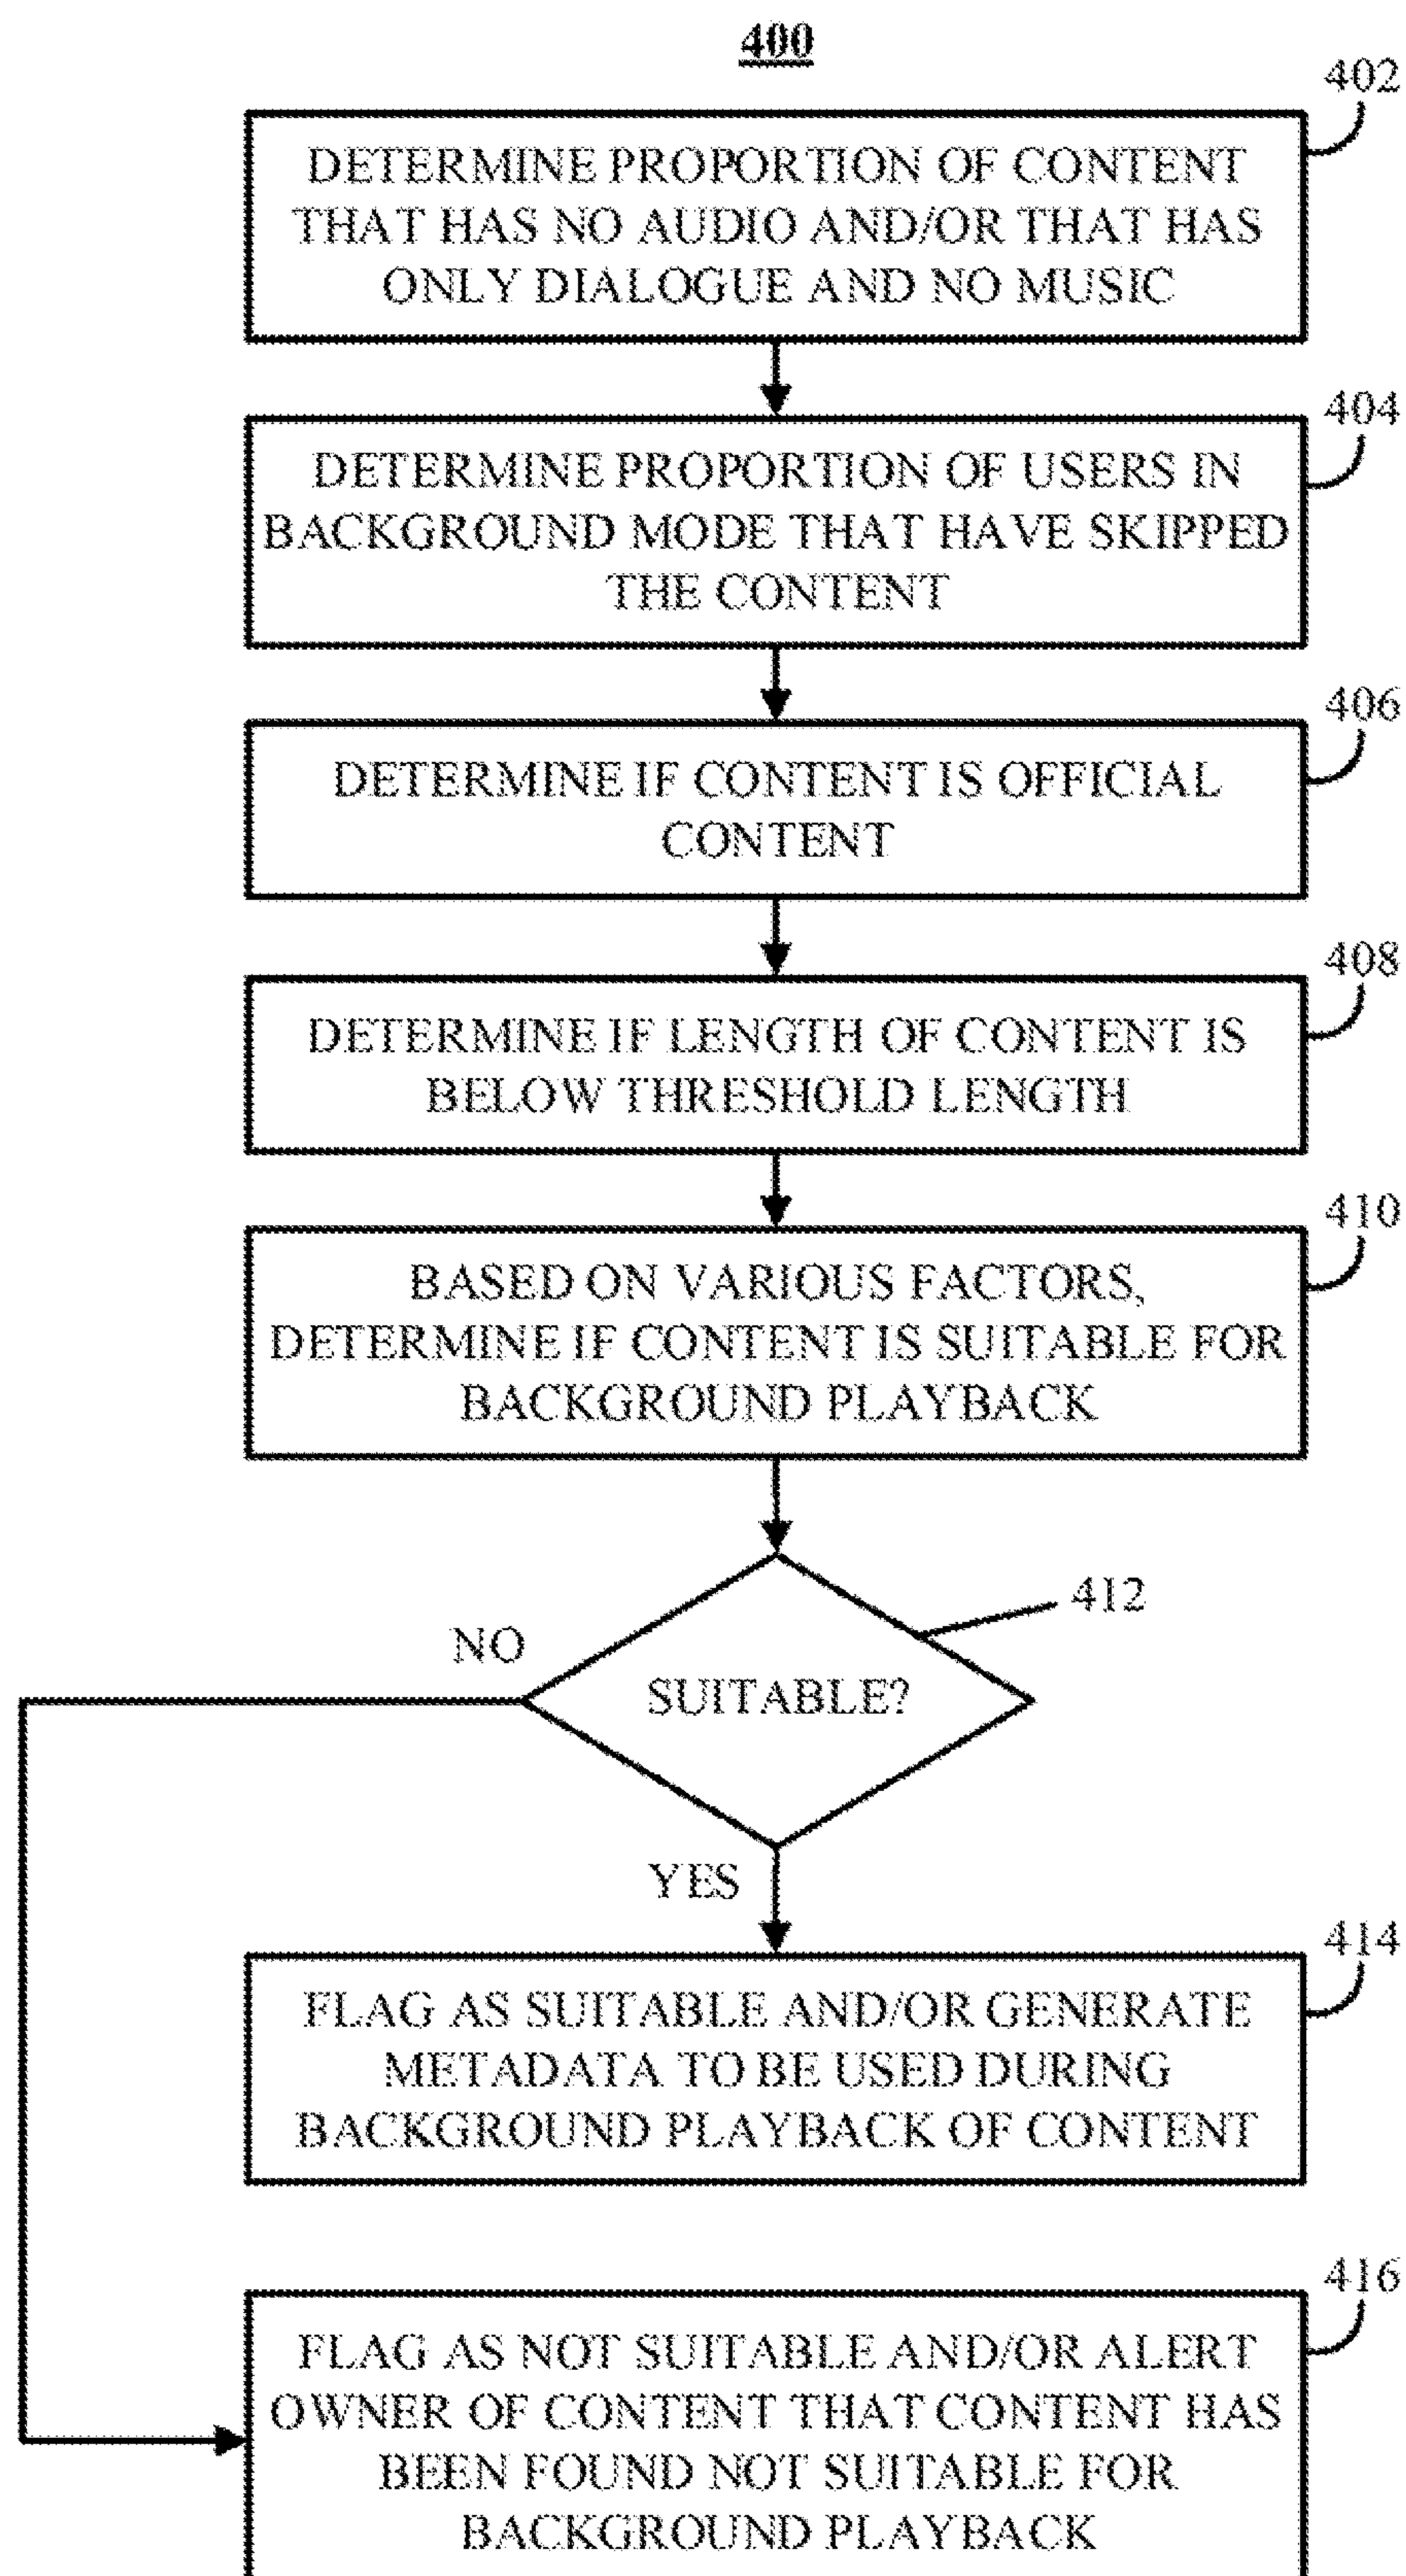 400
402
DETERMINE PROPORTION OF CONTENT
THAT HAS NO AUDIO AND/OR THAT HAS
ONLY DIALOGUE AND NO MUSIC
404
DETERMINE PROPORTION OF USERS IN
BACKGROUND MODE THAT HAVE SKIPPED
THE CONTENT
406
DETERMINE IF CONTENT IS OFFICIAL
CONTENT
408
DETERMINE IF LENGTH OF CONTENT IS
BELOW THRESHOLD LENGTH
410
BASED ON VARIOUS FACTORS,
DETERMINE IF CONTENT IS SUITABLE FOR
BACKGROUND PLAYBACK
412
NO
SUITABLE?
YES
414
FLAG AS SUITABLE AND/OR GENERATE
METADATA TO BE USED DURING
BACKGROUND PLAYBACK OF CONTENT
416
FLAG AS NOT SUITABLE AND/OR ALERT
OWNER OF CONTENT THAT CONTENT HAS
BEEN FOUND NOT SUITABLE FOR
BACKGROUND PLAYBACK